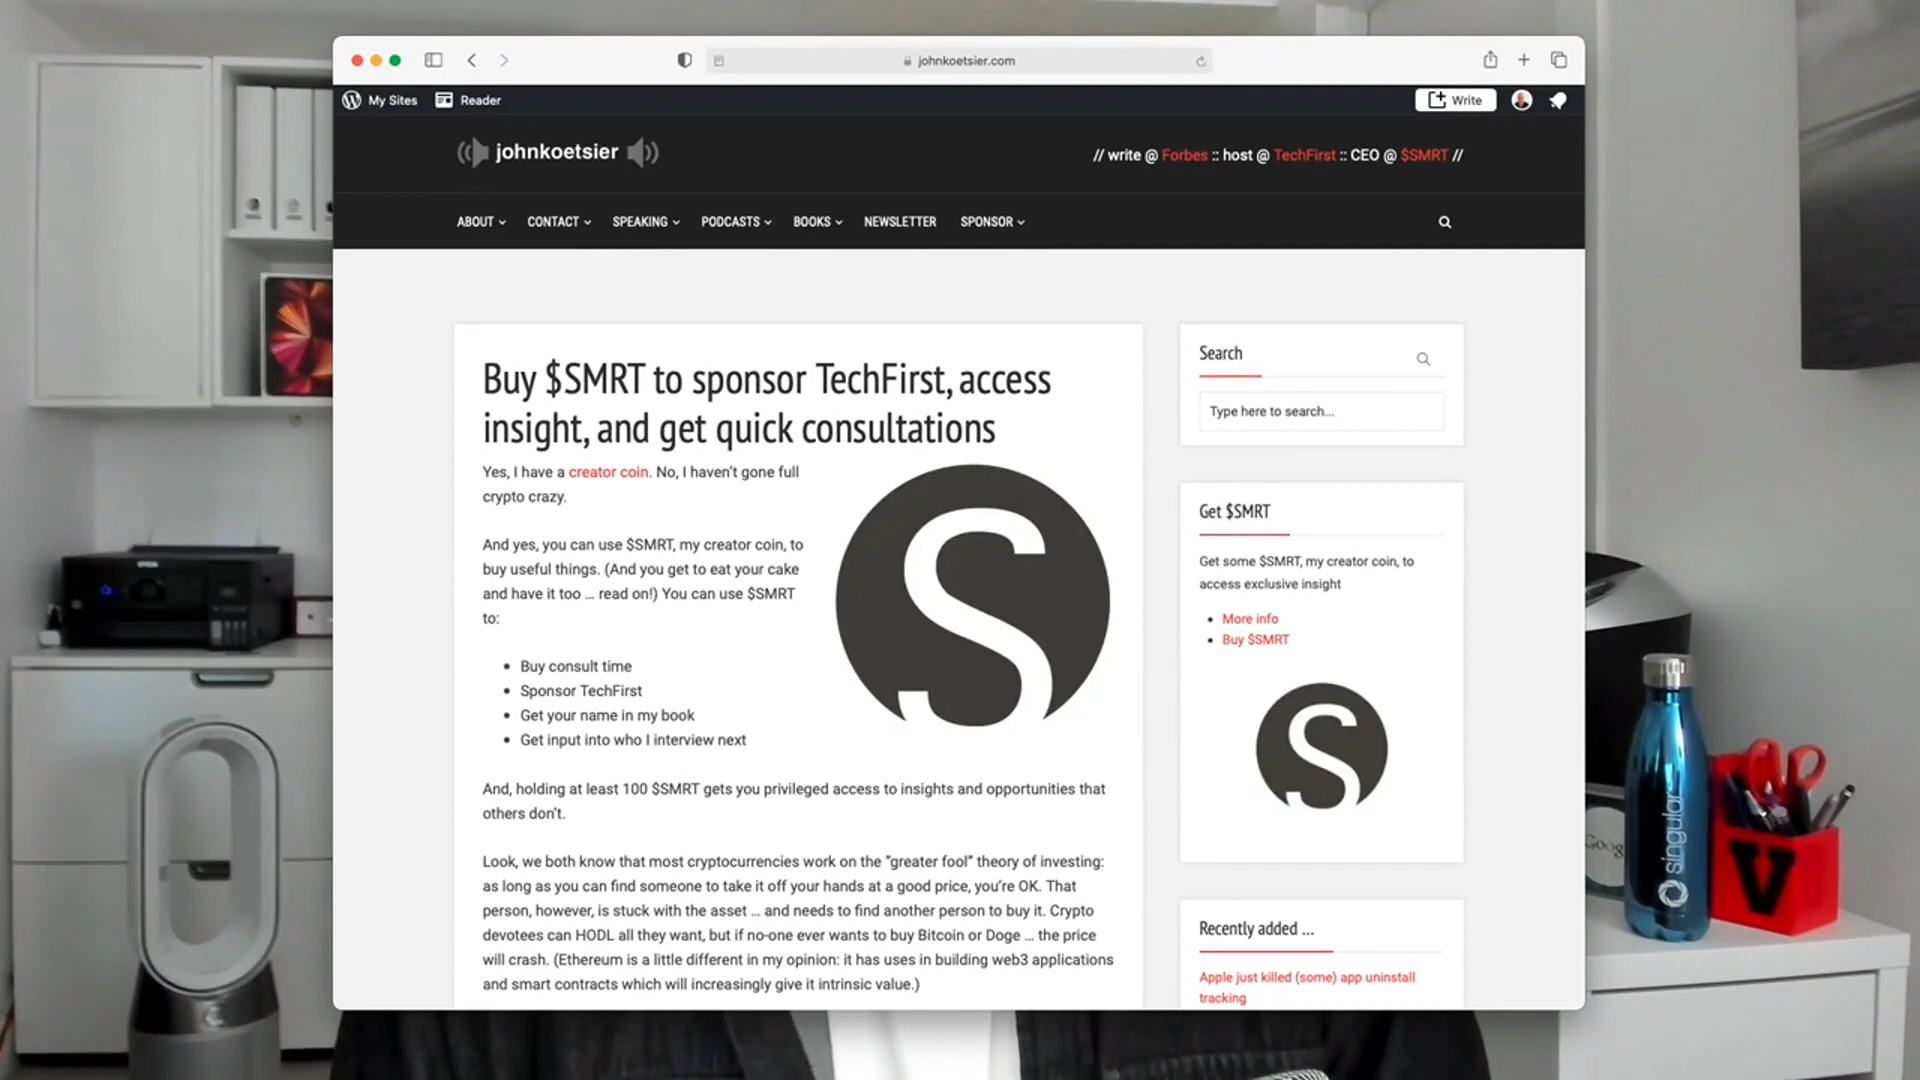 johnkoetsier.com
My Sites
Reader
Write
johnkoetsier
// write @ Forbes :: host @ TechFirst :: CEO @ $SMRT //
ABOUT
CONTACT
SPEAKING
PODCASTS
BOOKS
NEWSLETTER
SPONSOR
Buy $SMRT to sponsor TechFirst, access
insight, and get quick consultations
Yes, I have a creator coin. No, I haven't gone full
crypto crazy.
And yes, you can use $SMRT, my creator coin, to
buy useful things. (And you get to eat your cake
and have it too ... read on!) You can use $SMRT
to:
Buy consult time
Sponsor TechFirst
Get your name in my book
Get input into who I interview next
And, holding at least 100 $SMRT gets you privileged access to insights and opportunities that
others don't.
Look, we both know that most cryptocurrencies work on the "greater fool" theory of investing:
as long as you can find someone to take it off your hands at a good price, you're OK. That
person, however, is stuck with the asset ... and needs to find another person to buy it. Crypto
devotees can HODL all they want, but if no-one ever wants to buy Bitcoin or Doge ... the price
will crash. (Ethereum is a little different in my opinion: it has uses in building web3 applications
and smart contracts which will increasingly give it intrinsic value.)
S
Search
Type here to search...
Get $SMRT
Get some $SMRT, my creator coin, to
access exclusive insight
More info
Buy $SMRT
S
Recently added ...
Apple just killed (some) app uninstall
tracking
EPSON
Goog
singular
V